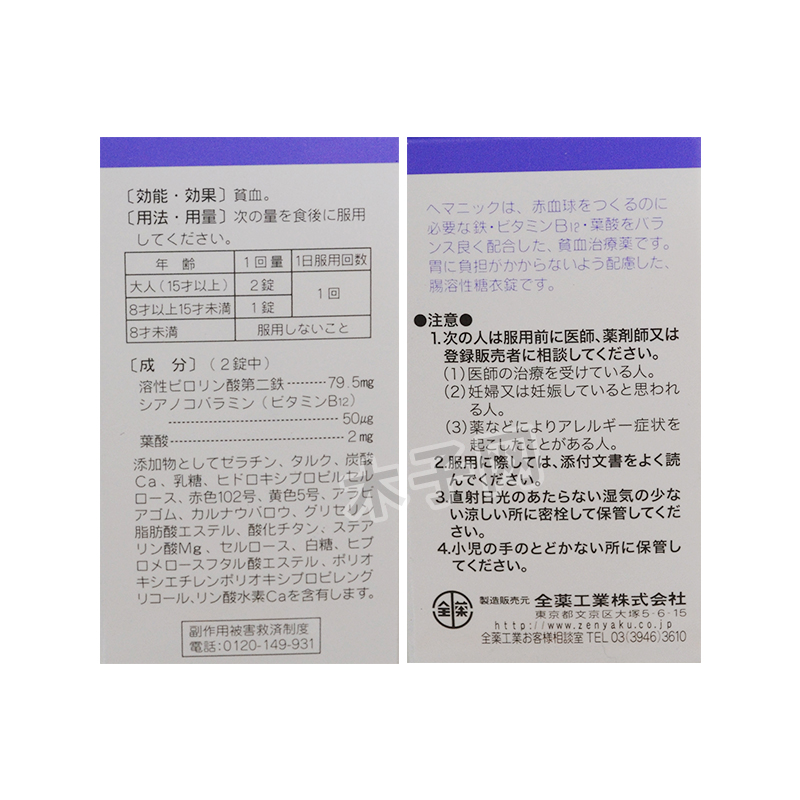 〔効能・効果〕貧血。
〔用法・用量〕次の量を食後に服用
してください。
年 齢 1回量 1日服用回数
大人（15才以上） 2錠 1回
8才以上15才未満 1錠
8才未満 服用しないこと
〔成 分〕（2錠中）
溶性ピロリン酸第二鉄………79.5mg
シアノコバラミン（ビタミンB12）
………50μg
葉酸………2mg
添加物としてゼラチン、タルク、炭酸
Ca、乳糖、ヒドロキシプロピルセル
ロース、赤色102号、黄色5号、アラビ
アゴム、カルナウバロウ、グリセリン
脂肪酸エステル、酸化チタン、ステア
リン酸Mg、セルロース、白糖、ヒプ
ロメロースフタル酸エステル、ポリオ
キシエチレンポリオキシプロピレング
リコール、リン酸水素Caを含有します。
副作用被害救済制度
電話：0120-149-931
ヘマニックは、赤血球をつくるのに
必要な鉄・ビタミンB12・葉酸をバラ
ンス良く配合した、貧血治療薬です。
胃に負担がかからないよう配慮した、
腸溶性糖衣錠です。
●注意●
1.次の人は服用前に医師、薬剤師又は
登録販売者に相談してください。
（1）医師の治療を受けている人。
（2）妊婦又は妊娠していると思われ
る人。
（3）薬などによりアレルギー症状を
起こしたことがある人。
2.服用に際しては、添付文書をよく読
んでください。
3.直射日光のあたらない湿気の少な
い涼しい所に密栓して保管してくだ
さい。
4.小児の手のとどかない所に保管し
てください。
全薬 製造販売元 全薬工業株式会社
東京都文京区大塚5-6-15
http://www.zenyaku.co.jp
全薬工業お客様相談室 TEL 03(3946)3610
木子网